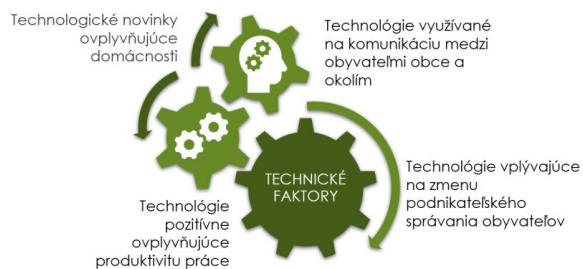 Technologické novinky
ovplyvňujúce
domácnosti
Technológie využívané
na komunikáciu medzi
obyvateľmi obce a
okolím
TECHNICKÉ
FAKTORY
Technológie vplývajúce
na zmenu
podnikateľského
správania obyvateľov
Technológie
pozitívne
ovplyvňujúce
produktivitu práce